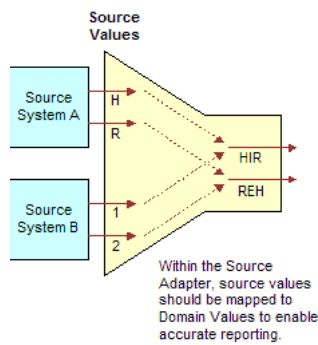 Source
Values
Source
System A
H
R
HIR
REH
Source
System B
1
2
Within the Source
Adapter, source values
should be mapped to
Domain Values to enable
accurate reporting.